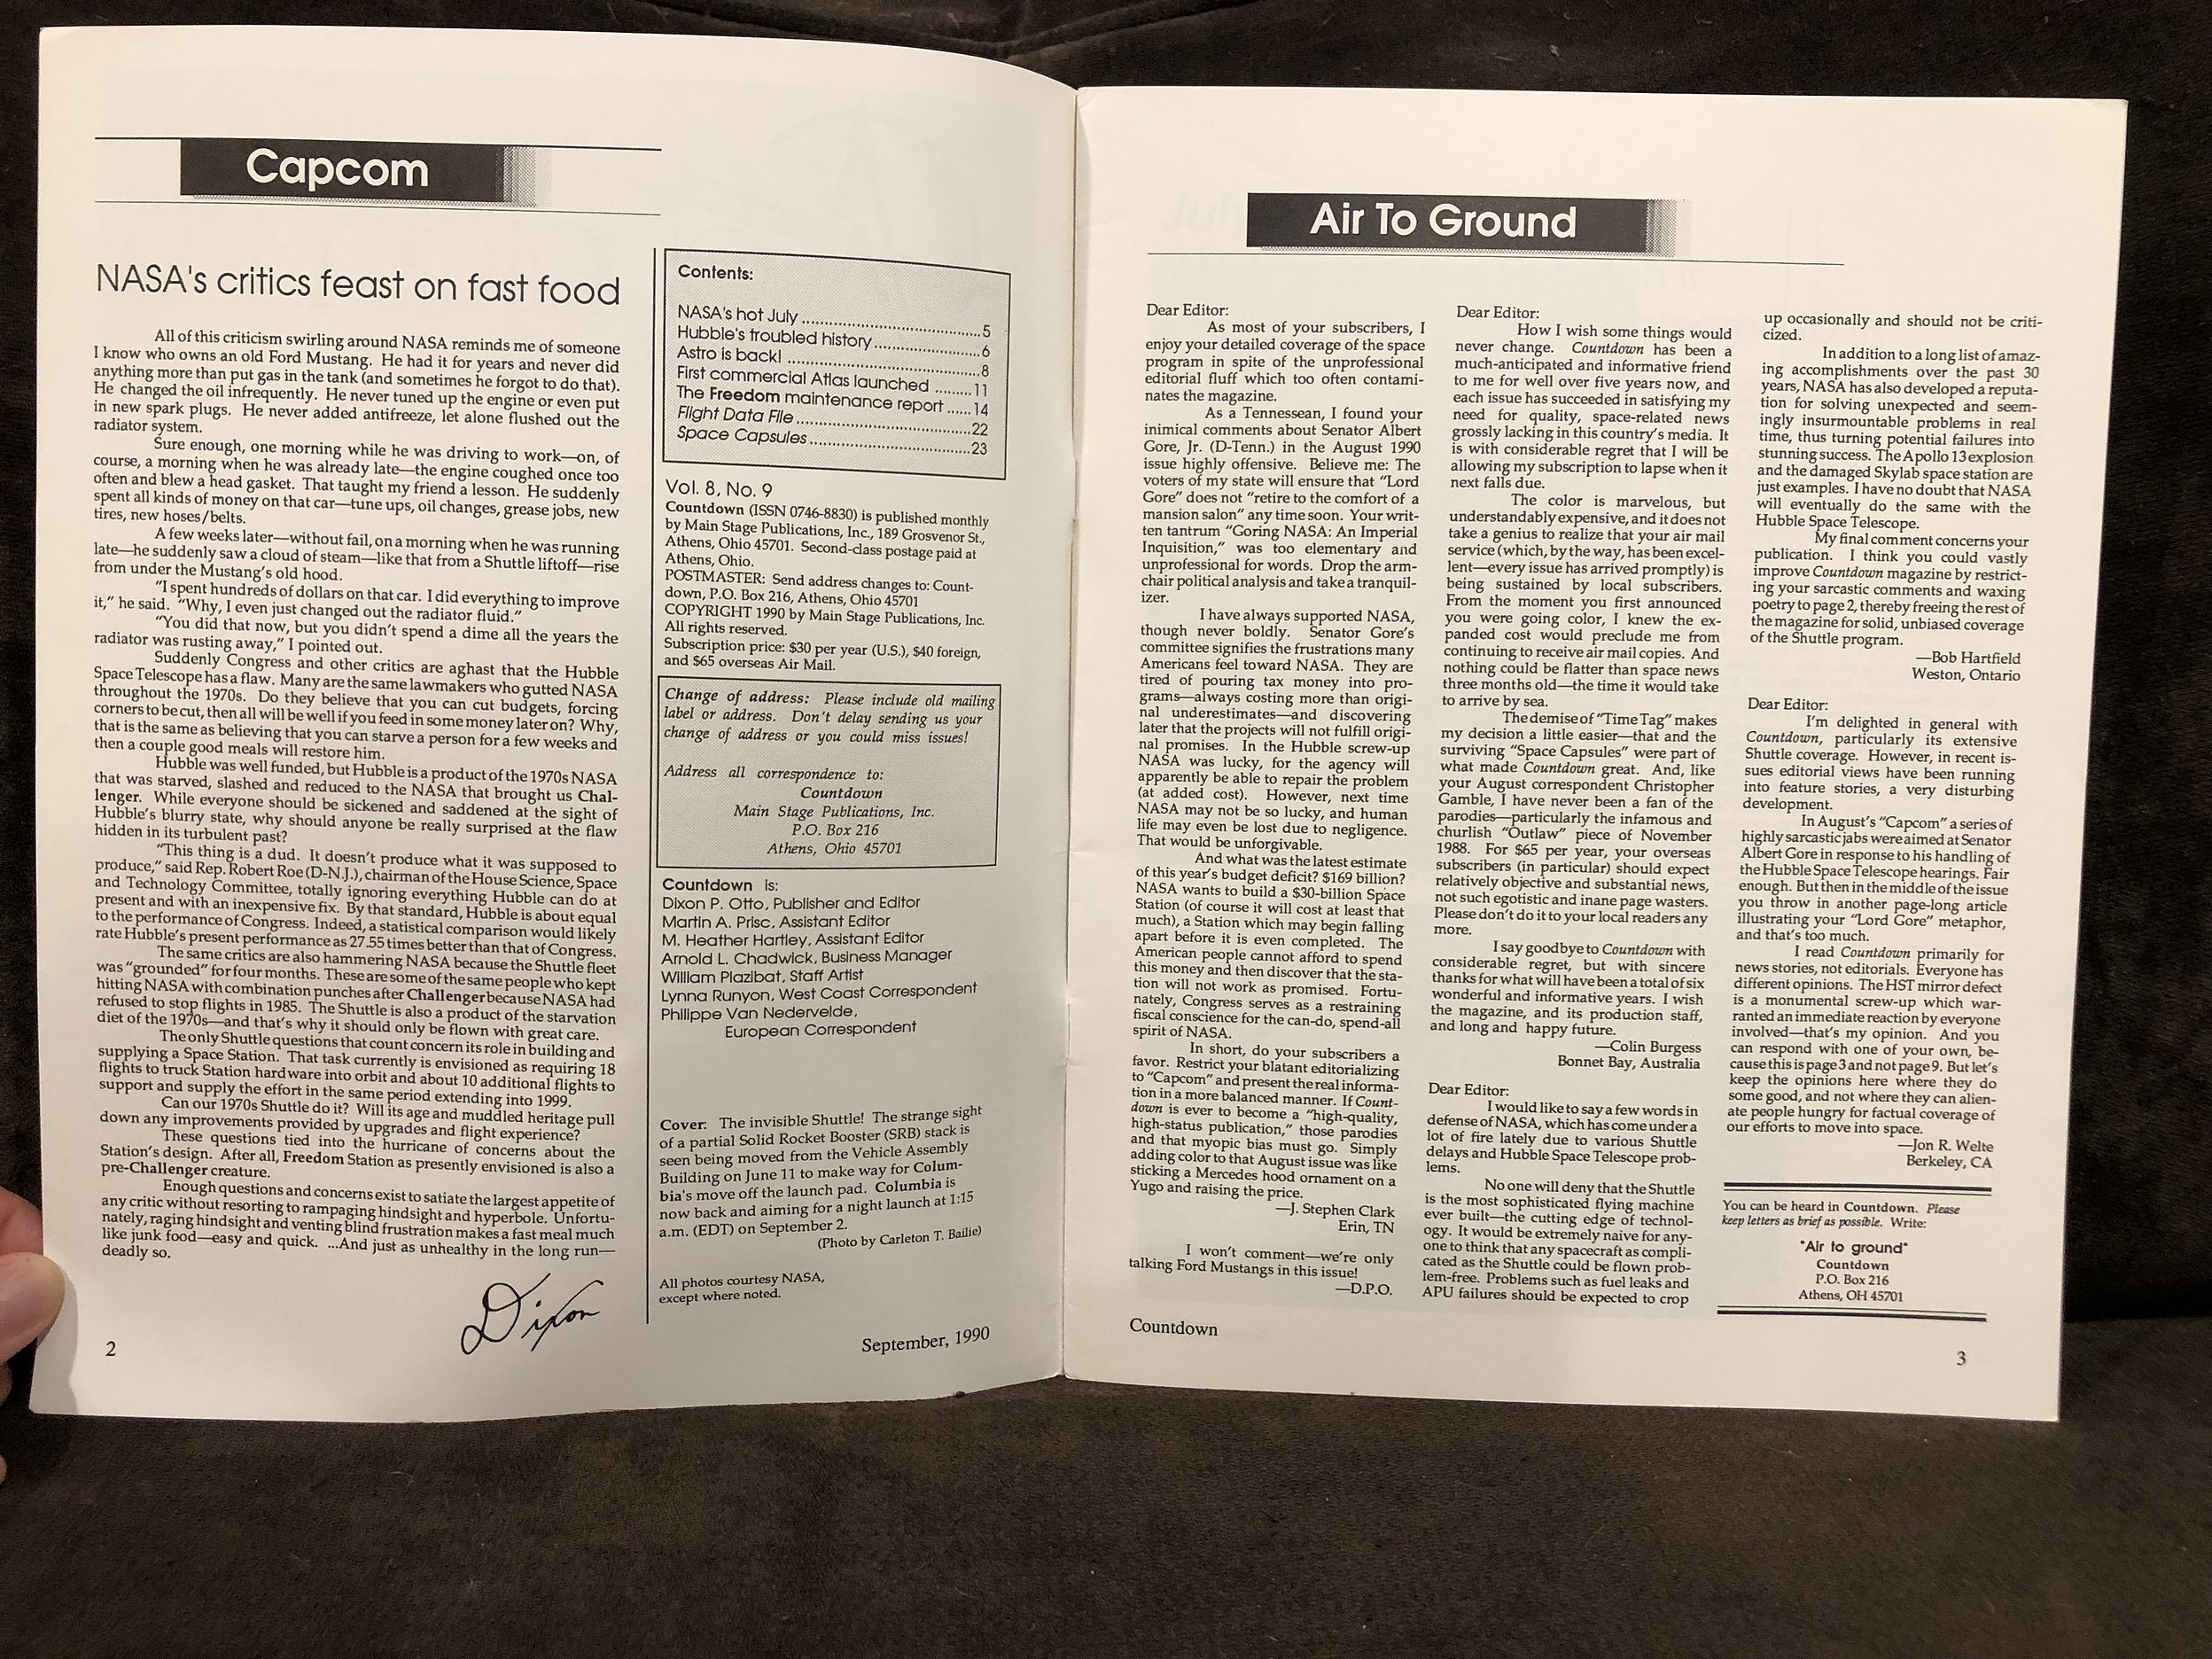 Capcom
NASA's critics feast on fast food
All of this criticism swirling around NASA reminds me of someone
I know who owns an old Ford Mustang. He had it for years and never did
anything more than put gas in the tank (and sometimes he forgot to do that).
He changed the oil infrequently. He never tuned up the engine or even put
in new spark plugs. He never added antifreeze, let alone flushed out the
radiator system.
Sure enough, one morning while he was driving to work—on, of
course, a morning when he was already late—the engine coughed once too
often and blew a head gasket. That taught my friend a lesson. He suddenly
spent all kinds of money on that car—tune ups, oil changes, grease jobs, new
tires, new hoses/belts.
A few weeks later—without fail, on a morning when he was running
late—he suddenly saw a cloud of steam—like that from a Shuttle liftoff—rise
from under the Mustang's old hood.
"I spent hundreds of dollars on that car. I did everything to improve
it," he said. "Why, I even just changed out the radiator fluid."
"You did that now, but you didn't spend a dime all the years the
radiator was rusting away," I pointed out.
Suddenly Congress and other critics are aghast that the Hubble
Space Telescope has a flaw. Many are the same lawmakers who gutted NASA
throughout the 1970s. Do they believe that you can cut budgets, forcing
corners to be cut, then all will be well if you feed in some money later on? Why,
that is the same as believing that you can starve a person for a few weeks and
then a couple good meals will restore him.
Hubble was well funded, but Hubble is a product of the 1970s NASA
that was starved, slashed and reduced to the NASA that brought us Chal-
lenger. While everyone should be sickened and saddened at the sight of
Hubble's blurry state, why should anyone be really surprised at the flaw
hidden in its turbulent past?
"This thing is a dud. It doesn't produce what it was supposed to
produce," said Rep. Robert Roe (D-N.J.), chairman of the House Science, Space
and Technology Committee, totally ignoring everything Hubble can do at
present and with an inexpensive fix. By that standard, Hubble is about equal
to the performance of Congress. Indeed, a statistical comparison would likely
rate Hubble's present performance as 27.55 times better than that of Congress.
The same critics are also hammering NASA because the Shuttle fleet
was "grounded" for four months. These are some of the same people who kept
hitting NASA with combination punches after Challenger because NASA had
refused to stop flights in 1985. The Shuttle is also a product of the starvation
diet of the 1970s—and that's why it should only be flown with great care.
The only Shuttle questions that count concern its role in building and
supplying a Space Station. That task currently is envisioned as requiring 18
flights to truck Station hardware into orbit and about 10 additional flights to
support and supply the effort in the same period extending into 1999.
Can our 1970s Shuttle do it? Will its age and muddled heritage pull
down any improvements provided by upgrades and flight experience?
These questions tied into the hurricane of concerns about the
Station's design. After all, Freedom Station as presently envisioned is also a
pre-Challenger creature.
Enough questions and concerns exist to satiate the largest appetite of
any critic without resorting to rampaging hindsight and hyperbole. Unfortu-
nately, raging hindsight and venting blind frustration makes a fast meal much
like junk food—easy and quick. ...And just as unhealthy in the long run—
deadly so.
Dixon
2
Contents:
NASA's hot July ..............................5
Hubble's troubled history ..................6
Astro is back! ................................8
First commercial Atlas launched .........11
The Freedom maintenance report ......14
Flight Data File ..............................22
Space Capsules ............................23
Vol. 8, No. 9
Countdown (ISSN 0746-8830) is published monthly
by Main Stage Publications, Inc., 189 Grosvenor St.,
Athens, Ohio 45701. Second-class postage paid at
Athens, Ohio.
POSTMASTER: Send address changes to: Count-
down, P.O. Box 216, Athens, Ohio 45701
COPYRIGHT 1990 by Main Stage Publications, Inc.
All rights reserved.
Subscription price: $30 per year (U.S.), $40 foreign,
and $65 overseas Air Mail.
Change of address: Please include old mailing
label or address. Don't delay sending us your
change of address or you could miss issues!
Address all correspondence to:
Countdown
Main Stage Publications, Inc.
P.O. Box 216
Athens, Ohio 45701
Countdown is:
Dixon P. Otto, Publisher and Editor
Martin A. Prisc, Assistant Editor
M. Heather Hartley, Assistant Editor
Arnold L. Chadwick, Business Manager
William Plazibat, Staff Artist
Lynna Runyon, West Coast Correspondent
Philippe Van Nedervelde,
European Correspondent
Cover: The invisible Shuttle! The strange sight
of a partial Solid Rocket Booster (SRB) stack is
seen being moved from the Vehicle Assembly
Building on June 11 to make way for Colum-
bia's move off the launch pad. Columbia is
now back and aiming for a night launch at 1:15
a.m. (EDT) on September 2.
(Photo by Carleton T. Bailie)
All photos courtesy NASA,
except where noted.
September, 1990
Air To Ground
Dear Editor:
As most of your subscribers, I
enjoy your detailed coverage of the space
program in spite of the unprofessional
editorial fluff which too often contami-
nates the magazine.
As a Tennessean, I found your
inimical comments about Senator Albert
Gore, Jr. (D-Tenn.) in the August 1990
issue highly offensive. Believe me: The
voters of my state will ensure that "Lord
Gore" does not "retire to the comfort of a
mansion salon" any time soon. Your writ-
ten tantrum "Goring NASA: An Imperial
Inquisition," was too elementary and
unprofessional for words. Drop the arm-
chair political analysis and take a tranquil-
izer.
I have always supported NASA,
though never boldly. Senator Gore's
committee signifies the frustrations many
Americans feel toward NASA. They are
tired of pouring tax money into pro-
grams—always costing more than origi-
nal underestimates—and discovering
later that the projects will not fulfill origi-
nal promises. In the Hubble screw-up
NASA was lucky, for the agency will
apparently be able to repair the problem
(at added cost). However, next time
NASA may not be so lucky, and human
life may even be lost due to negligence.
That would be unforgivable.
And what was the latest estimate
of this year's budget deficit? $169 billion?
NASA wants to build a $30-billion Space
Station (of course it will cost at least that
much), a Station which may begin falling
apart before it is even completed. The
American people cannot afford to spend
this money and then discover that the sta-
tion will not work as promised. Fortu-
nately, Congress serves as a restraining
fiscal conscience for the can-do, spend-all
spirit of NASA.
In short, do your subscribers a
favor. Restrict your blatant editorializing
to "Capcom" and present the real informa-
tion in a more balanced manner. If Count-
down is ever to become a "high-quality,
high-status publication," those parodies
and that myopic bias must go. Simply
adding color to that August issue was like
sticking a Mercedes hood ornament on a
Yugo and raising the price.
—J. Stephen Clark
Erin, TN
I won't comment—we're only
talking Ford Mustangs in this issue!
—D.P.O.
Dear Editor:
How I wish some things would
never change. Countdown has been a
much-anticipated and informative friend
to me for well over five years now, and
each issue has succeeded in satisfying my
need for quality, space-related news
grossly lacking in this country's media. It
is with considerable regret that I will be
allowing my subscription to lapse when it
next falls due.
The color is marvelous, but
understandably expensive, and it does not
take a genius to realize that your air mail
service (which, by the way, has been excel-
lent—every issue has arrived promptly) is
being sustained by local subscribers.
From the moment you first announced
you were going color, I knew the ex-
panded cost would preclude me from
continuing to receive air mail copies. And
nothing could be flatter than space news
three months old—the time it would take
to arrive by sea.
The demise of "Time Tag" makes
my decision a little easier—that and the
surviving "Space Capsules" were part of
what made Countdown great. And, like
your August correspondent Christopher
Gamble, I have never been a fan of the
parodies—particularly the infamous and
churlish "Outlaw" piece of November
1988. For $65 per year, your overseas
subscribers (in particular) should expect
relatively objective and substantial news,
not such egotistic and inane page wasters.
Please don't do it to your local readers any
more.
I say goodbye to Countdown with
considerable regret, but with sincere
thanks for what will have been a total of six
wonderful and informative years. I wish
the magazine, and its production staff,
and long and happy future.
—Colin Burgess
Bonnet Bay, Australia
Dear Editor:
I would like to say a few words in
defense of NASA, which has come under a
lot of fire lately due to various Shuttle
delays and Hubble Space Telescope prob-
lems.
No one will deny that the Shuttle
is the most sophisticated flying machine
ever built—the cutting edge of technol-
ogy. It would be extremely naive for any-
one to think that any spacecraft as compli-
cated as the Shuttle could be flown prob-
lem-free. Problems such as fuel leaks and
APU failures should be expected to crop
up occasionally and should not be criti-
cized.
In addition to a long list of amaz-
ing accomplishments over the past 30
years, NASA has also developed a reputa-
tion for solving unexpected and seem-
ingly insurmountable problems in real
time, thus turning potential failures into
stunning success. The Apollo 13 explosion
and the damaged Skylab space station are
just examples. I have no doubt that NASA
will eventually do the same with the
Hubble Space Telescope.
My final comment concerns your
publication. I think you could vastly
improve Countdown magazine by restrict-
ing your sarcastic comments and waxing
poetry to page 2, thereby freeing the rest of
the magazine for solid, unbiased coverage
of the Shuttle program.
—Bob Hartfield
Weston, Ontario
Dear Editor:
I'm delighted in general with
Countdown, particularly its extensive
Shuttle coverage. However, in recent is-
sues editorial views have been running
into feature stories, a very disturbing
development.
In August's "Capcom" a series of
highly sarcastic jabs were aimed at Senator
Albert Gore in response to his handling of
the Hubble Space Telescope hearings. Fair
enough. But then in the middle of the issue
you throw in another page-long article
illustrating your "Lord Gore" metaphor,
and that's too much.
I read Countdown primarily for
news stories, not editorials. Everyone has
different opinions. The HST mirror defect
is a monumental screw-up which war-
ranted an immediate reaction by everyone
involved—that's my opinion. And you
can respond with one of your own, be-
cause this is page 3 and not page 9. But let's
keep the opinions here where they do
some good, and not where they can alien-
ate people hungry for factual coverage of
our efforts to move into space.
—Jon R. Welte
Berkeley, CA
You can be heard in Countdown. Please
keep letters as brief as possible. Write:
"Air to ground"
Countdown
P.O. Box 216
Athens, OH 45701
Countdown
3